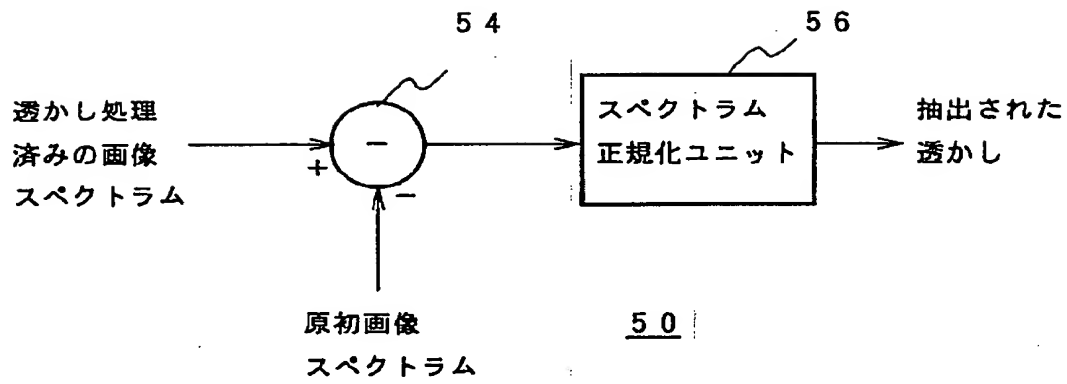 54
56
透かし処理
済みの画像
スペクトラム
+
-
-
スペクトラム
正規化ユニット
抽出された
透かし
原初画像
スペクトラム
50